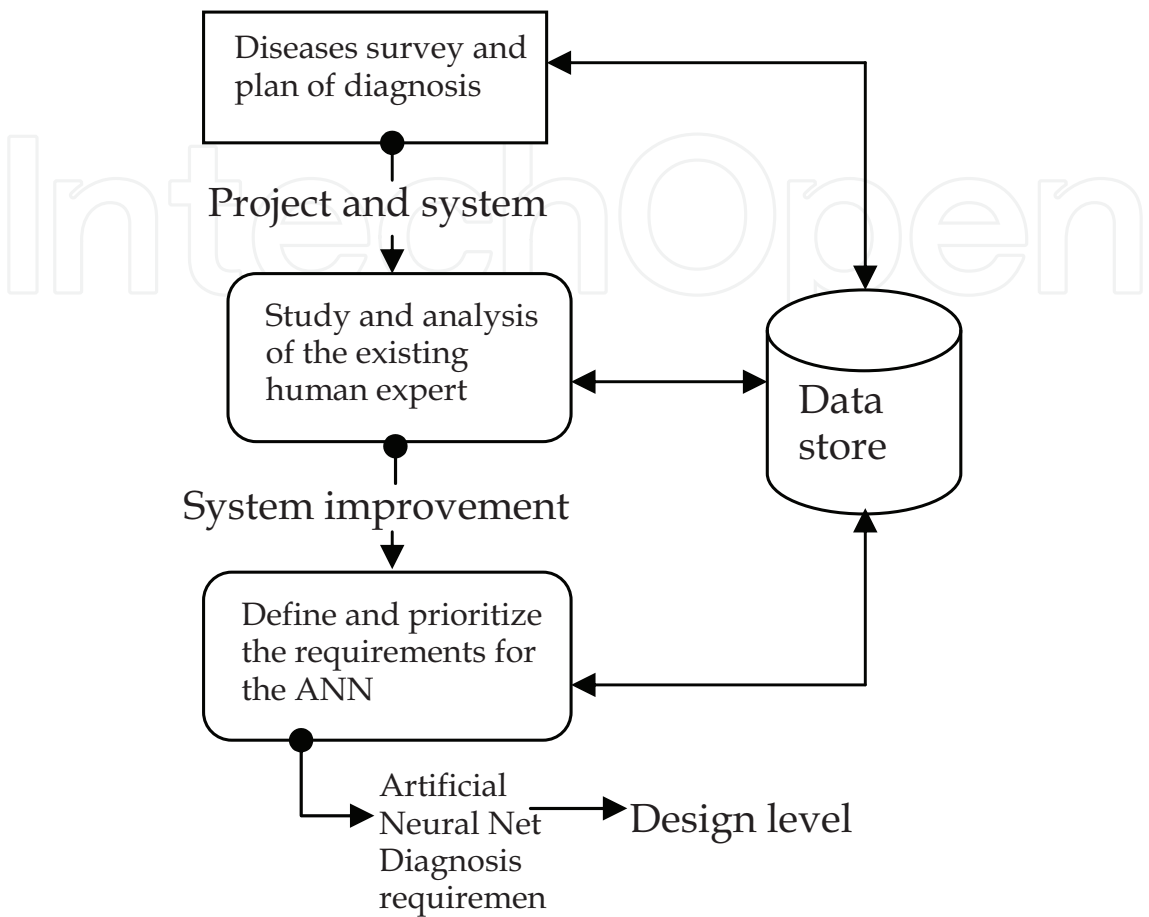 Diseases survey and
plan of diagnosis
IntechOpen
Project and system
Study and analysis
of the existing
human expert
Data
store
System improvement
Define and prioritize
the requirements for
the ANN
Artificial
Neural Net
Diagnosis
requiremen
Design level